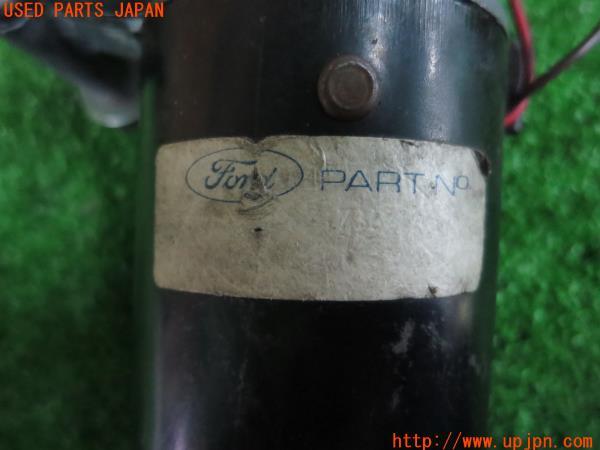 USED PARTS JAPAN
Ford PART Nº
http://www.upjpn.com